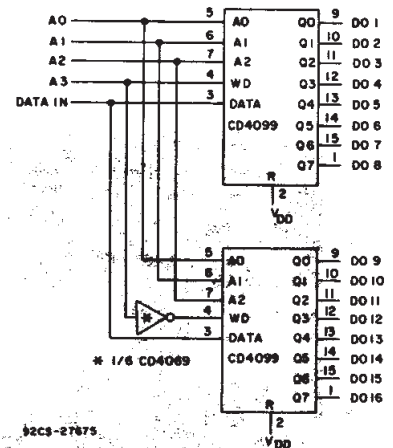 A0 5 A0 Q0 9 DO 1
A1 6 A1 Q1 10 DO 2
A2 7 A2 Q2 11 DO 3
A3 4 WD Q3 12 DO 4
DATA IN 3 DATA Q4 13 DO 5
CD4099 Q5 14 DO 6
Q6 15 DO 7
Q7 1 DO 8
R
2
VDD
5 A0 Q0 9 DO 9
6 A1 Q1 10 DO 10
7 A2 Q2 11 DO 11
* 4 WD Q3 12 DO 12
3 DATA Q4 13 DO 13
* 1/6 CD4069 CD4099 Q5 14 DO 14
Q6 15 DO 15
Q7 1 DO 16
R
92CS-27675 2
VDD